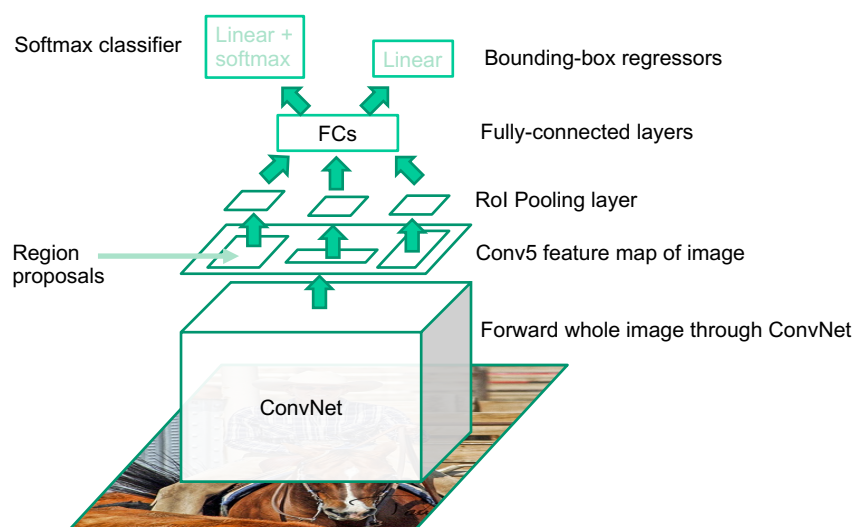 Softmax classifier
Linear +
softmax
Linear
Bounding-box regressors
FCs
Fully-connected layers
RoI Pooling layer
Region
proposals
Conv5 feature map of image
Forward whole image through ConvNet
ConvNet